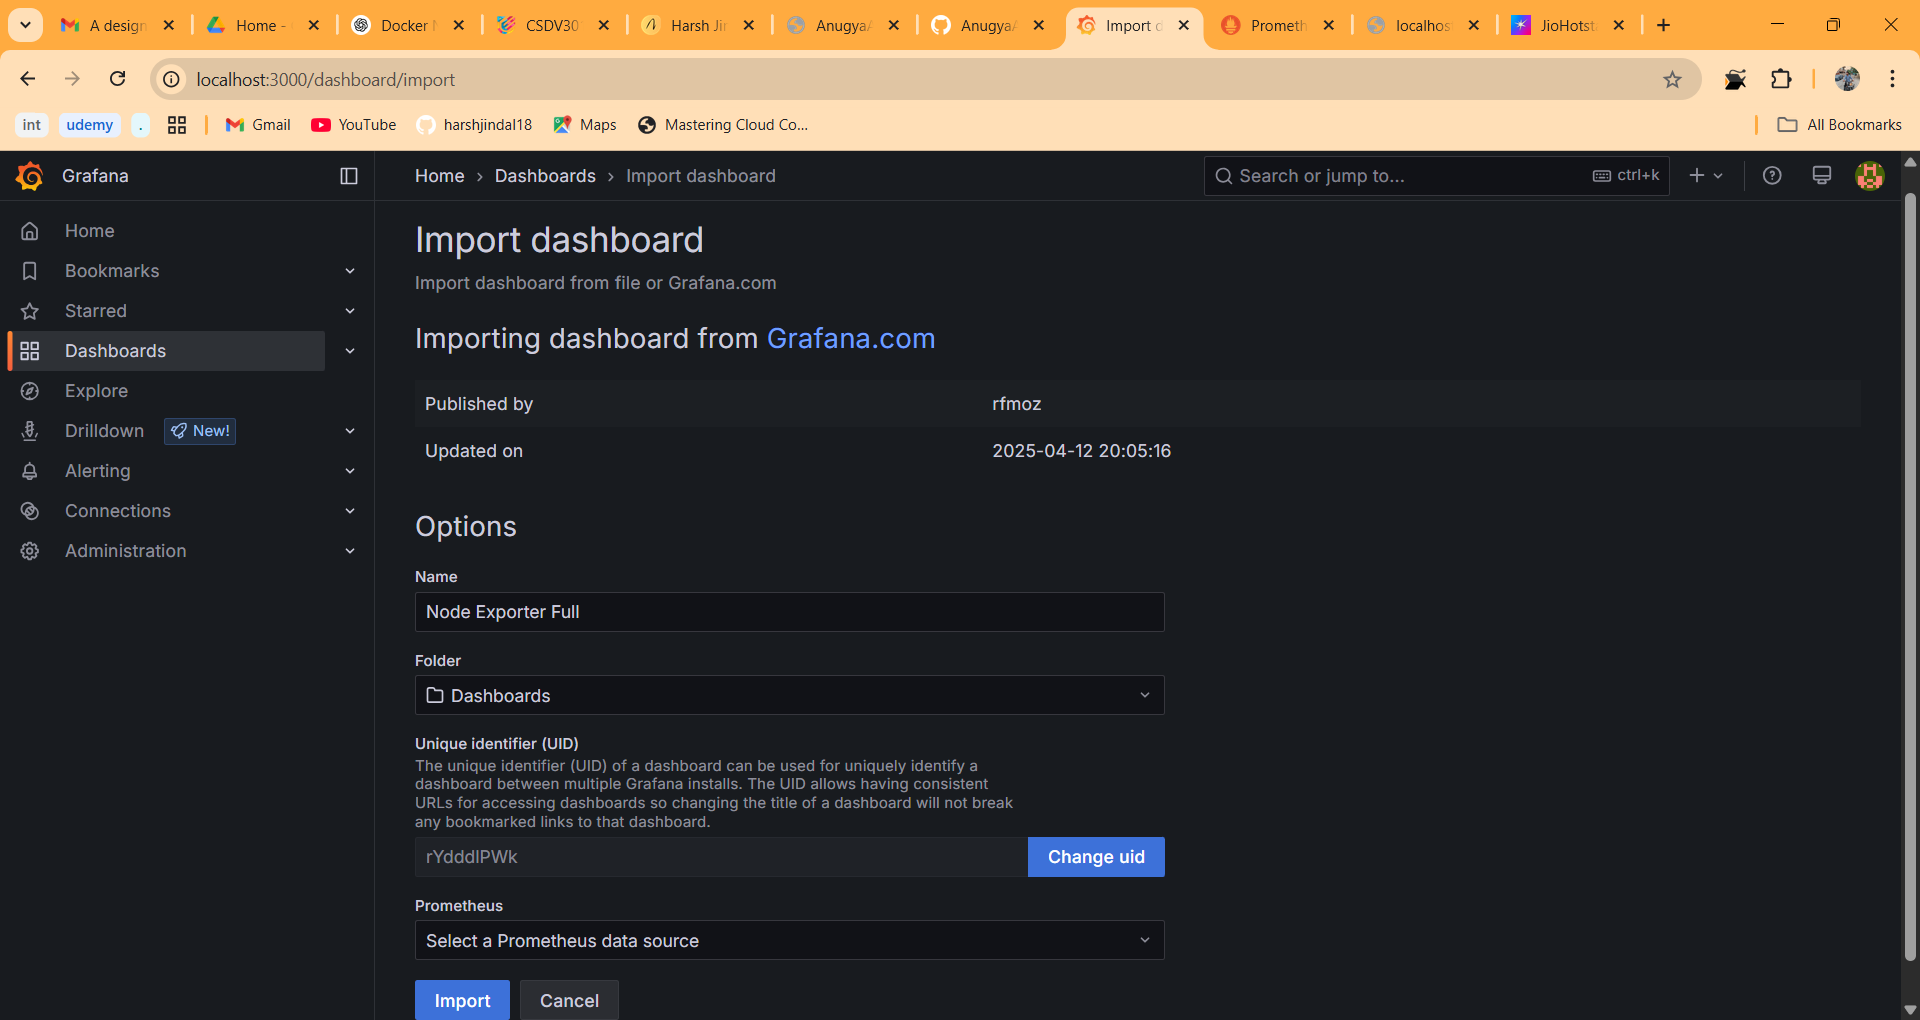 A design
Home -
Docker
CSDV30
Harsh Jin
Anugya
Anugya
Import d
Prometh
localhos
JioHotst
localhost:3000/dashboard/import
int
udemy
.
Gmail
YouTube
harshjindal18
Maps
Mastering Cloud Co...
All Bookmarks
Grafana
Home › Dashboards › Import dashboard
Search or jump to...
ctrl+k
Home
Bookmarks
Starred
Dashboards
Explore
Drilldown
New!
Alerting
Connections
Administration
Import dashboard
Import dashboard from file or Grafana.com
Importing dashboard from Grafana.com
Published by rfmoz
Updated on 2025-04-12 20:05:16
Options
Name
Node Exporter Full
Folder
Dashboards
Unique identifier (UID)
The unique identifier (UID) of a dashboard can be used for uniquely identify a
dashboard between multiple Grafana installs. The UID allows having consistent
URLs for accessing dashboards so changing the title of a dashboard will not break
any bookmarked links to that dashboard.
rYdddlPWk
Change uid
Prometheus
Select a Prometheus data source
Import
Cancel